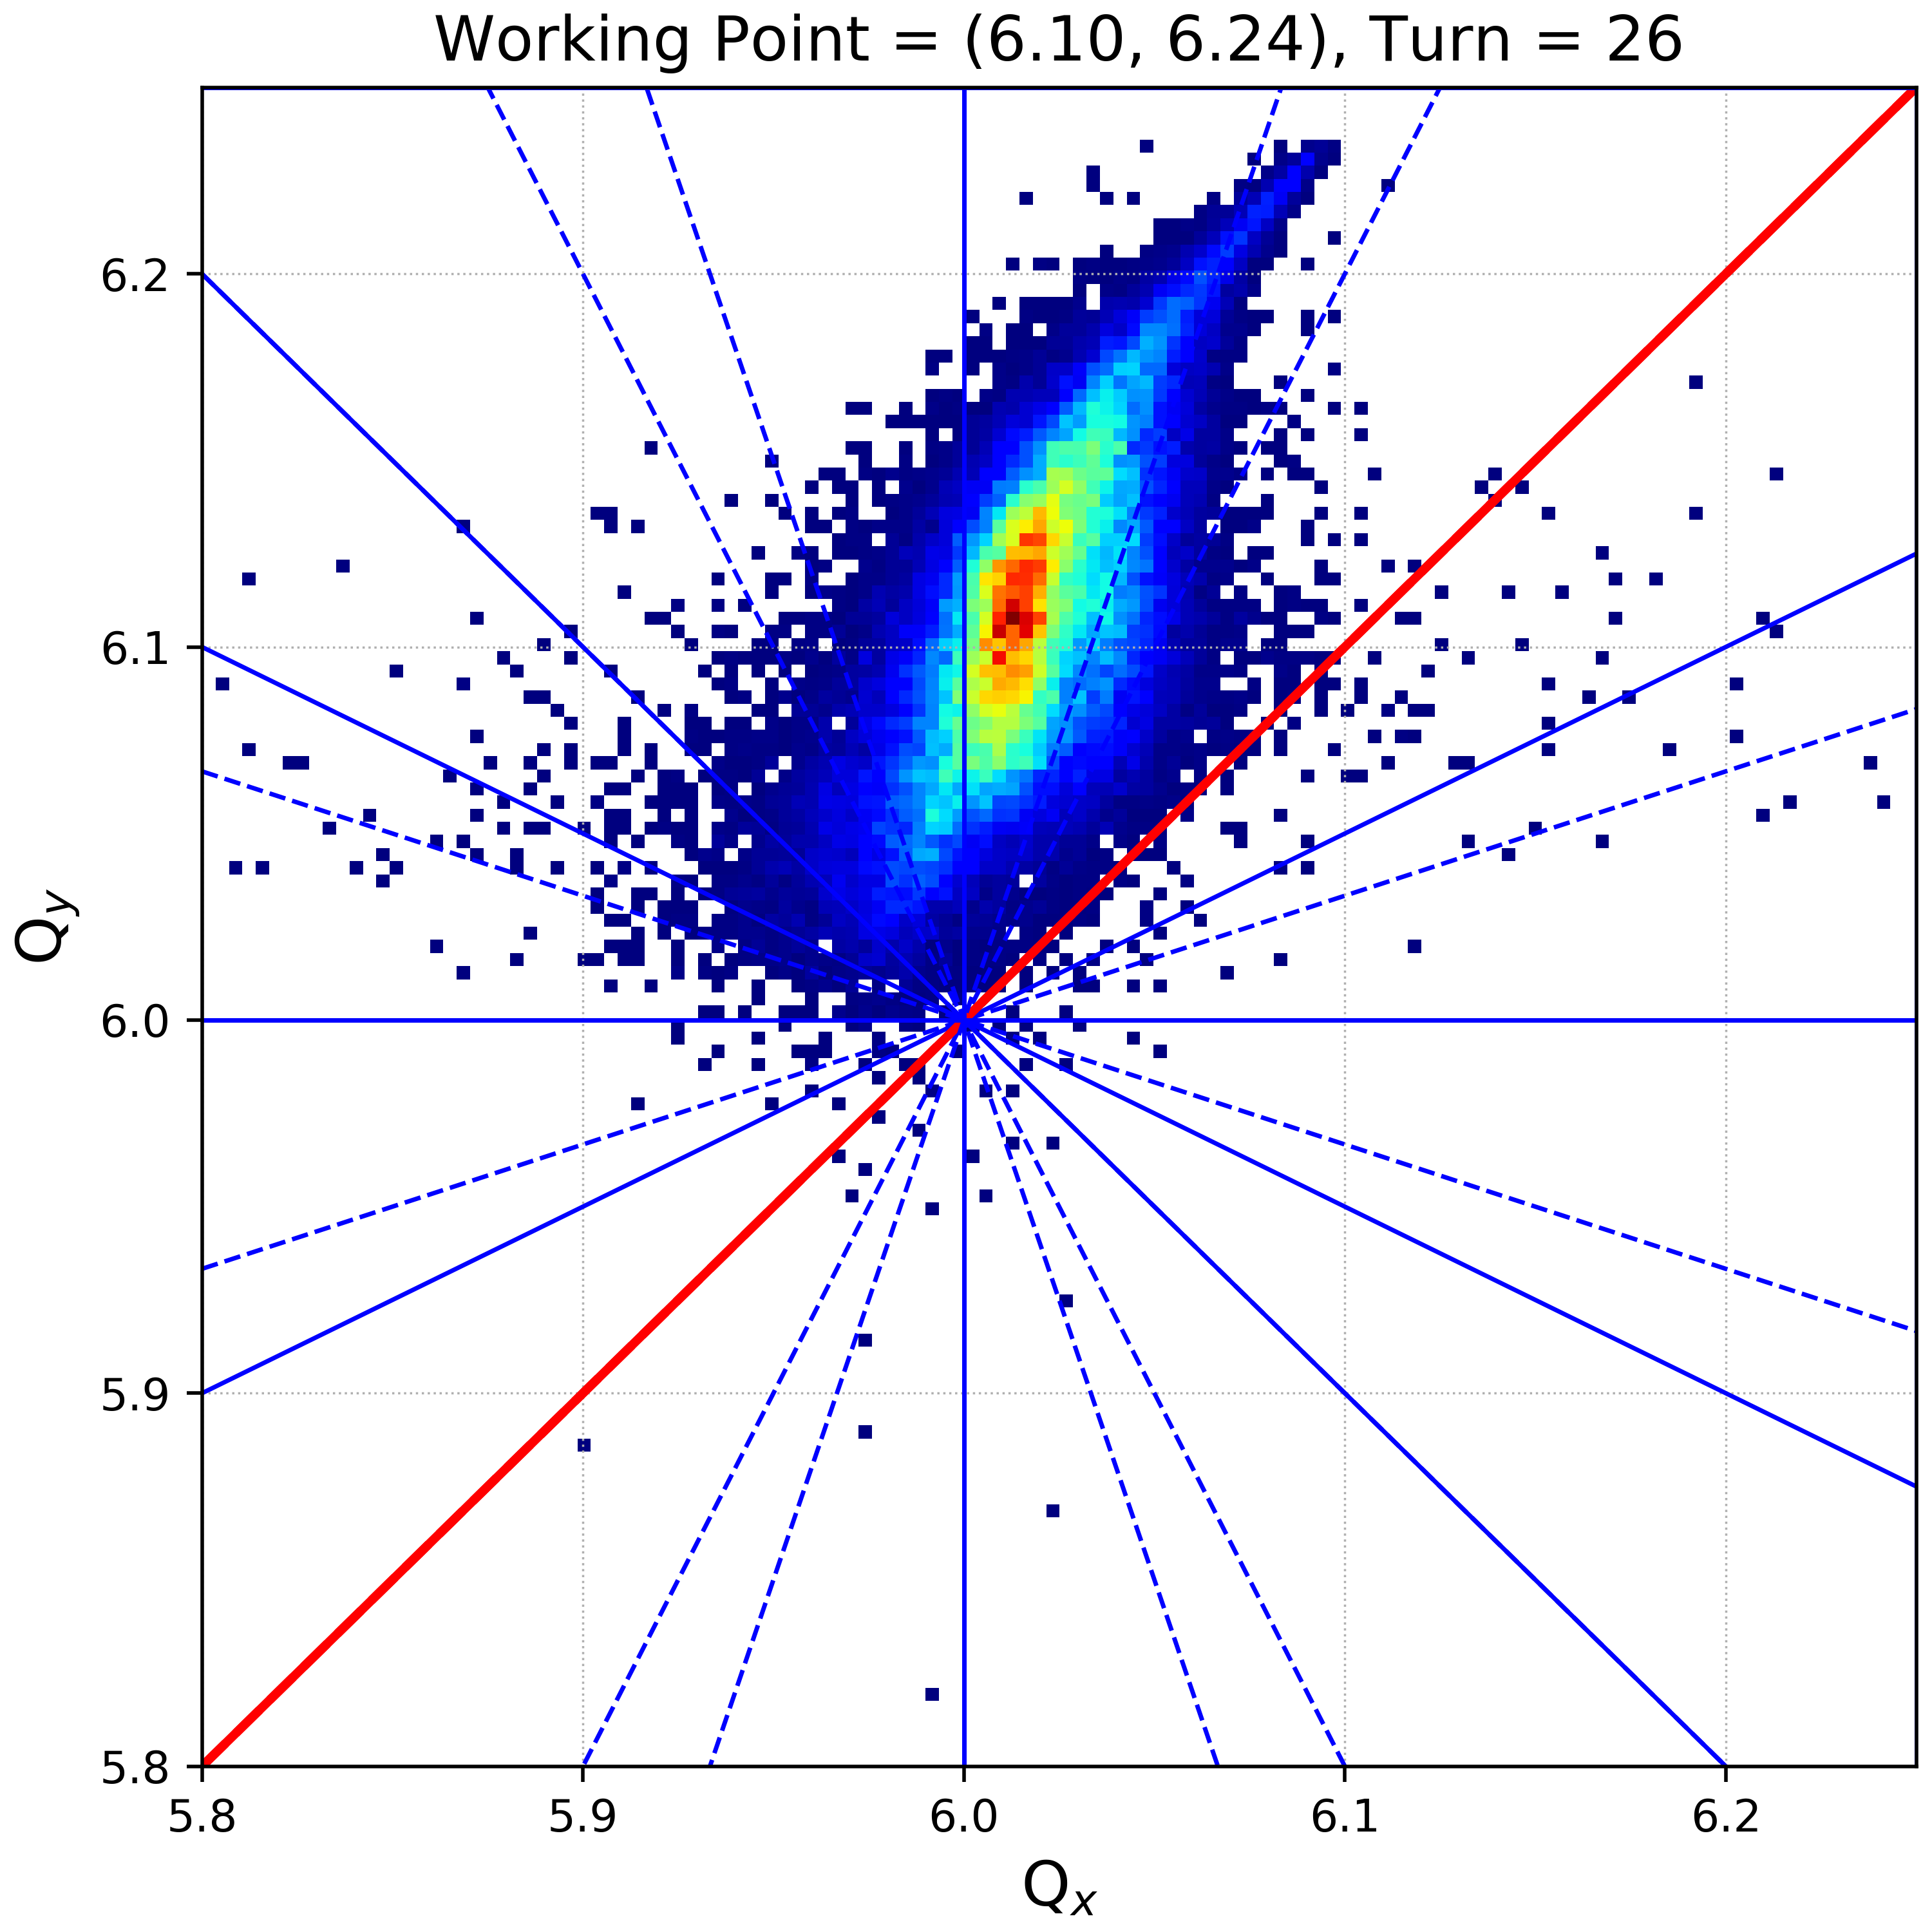 Working Point = (6.10, 6.24), Turn = 26
6.2
6.1
6.0
5.9
5.8
Qy
5.8 5.9 6.0 6.1 6.2
Qx